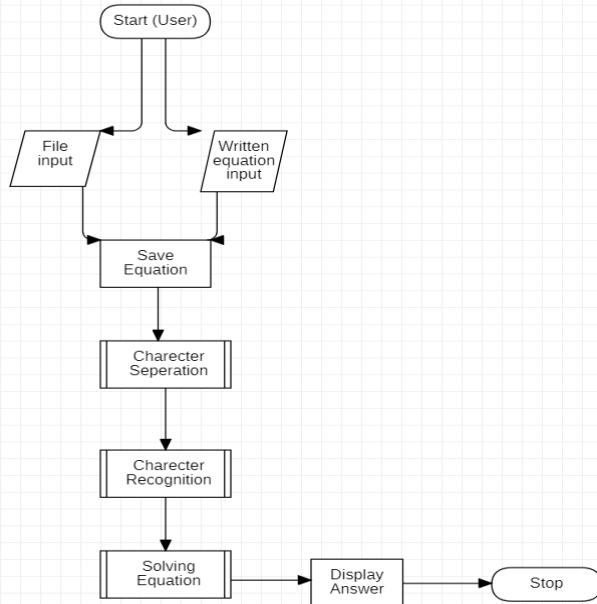 Start (User)
File
input
Written
equation
input
Save
Equation
Charecter
Seperation
Charecter
Recognition
Solving
Equation
Display
Answer
Stop